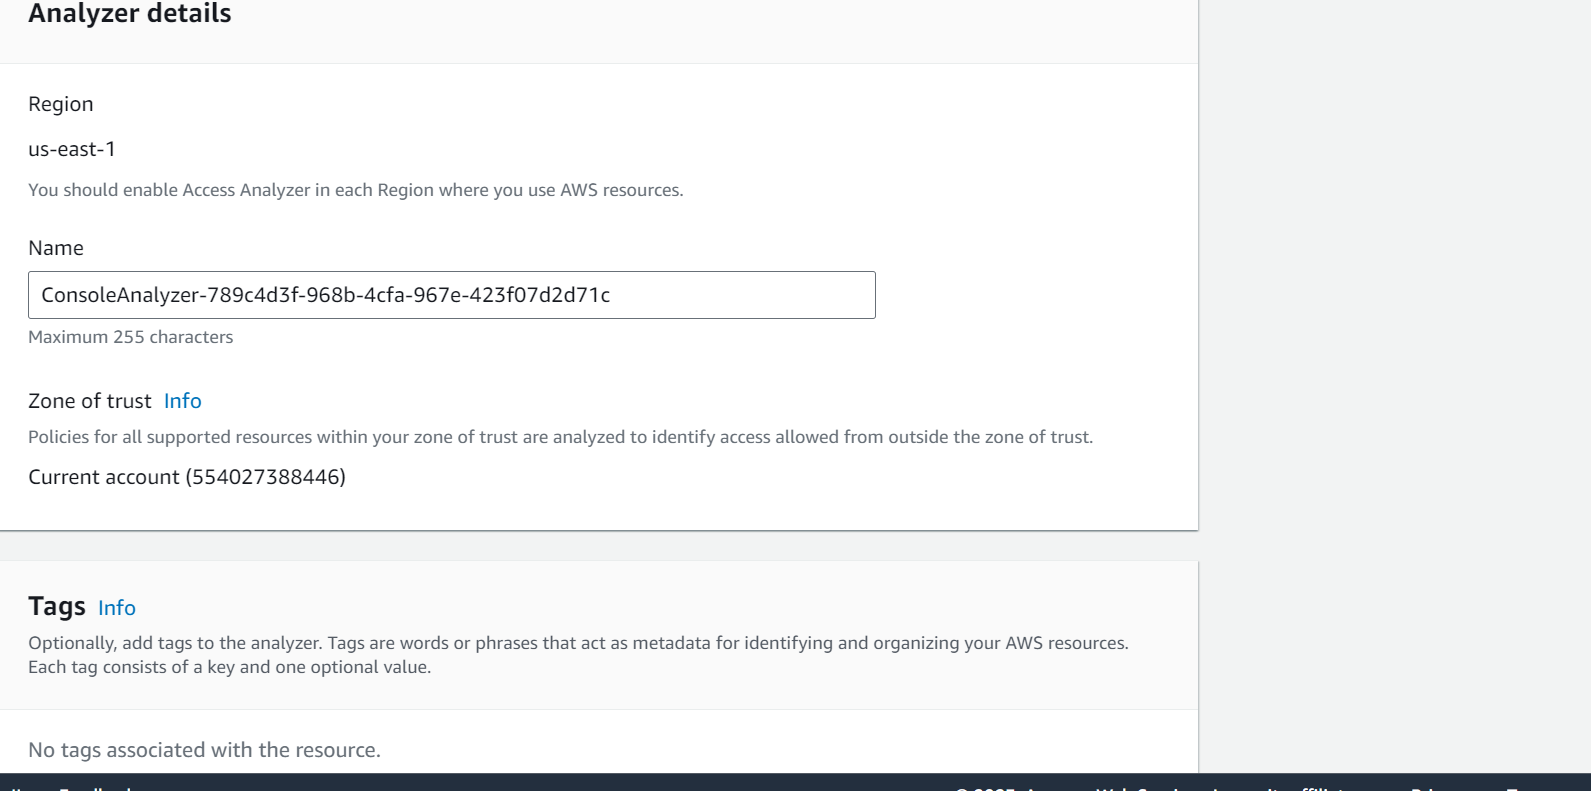 Analyzer details
Region
us-east-1
You should enable Access Analyzer in each Region where you use AWS resources.
Name
ConsoleAnalyzer-789c4d3f-968b-4cfa-967e-423f07d2d71c
Maximum 255 characters
Zone of trust Info
Policies for all supported resources within your zone of trust are analyzed to identify access allowed from outside the zone of trust.
Current account (554027388446)
Tags Info
Optionally, add tags to the analyzer. Tags are words or phrases that act as metadata for identifying and organizing your AWS resources.
Each tag consists of a key and one optional value.
No tags associated with the resource.